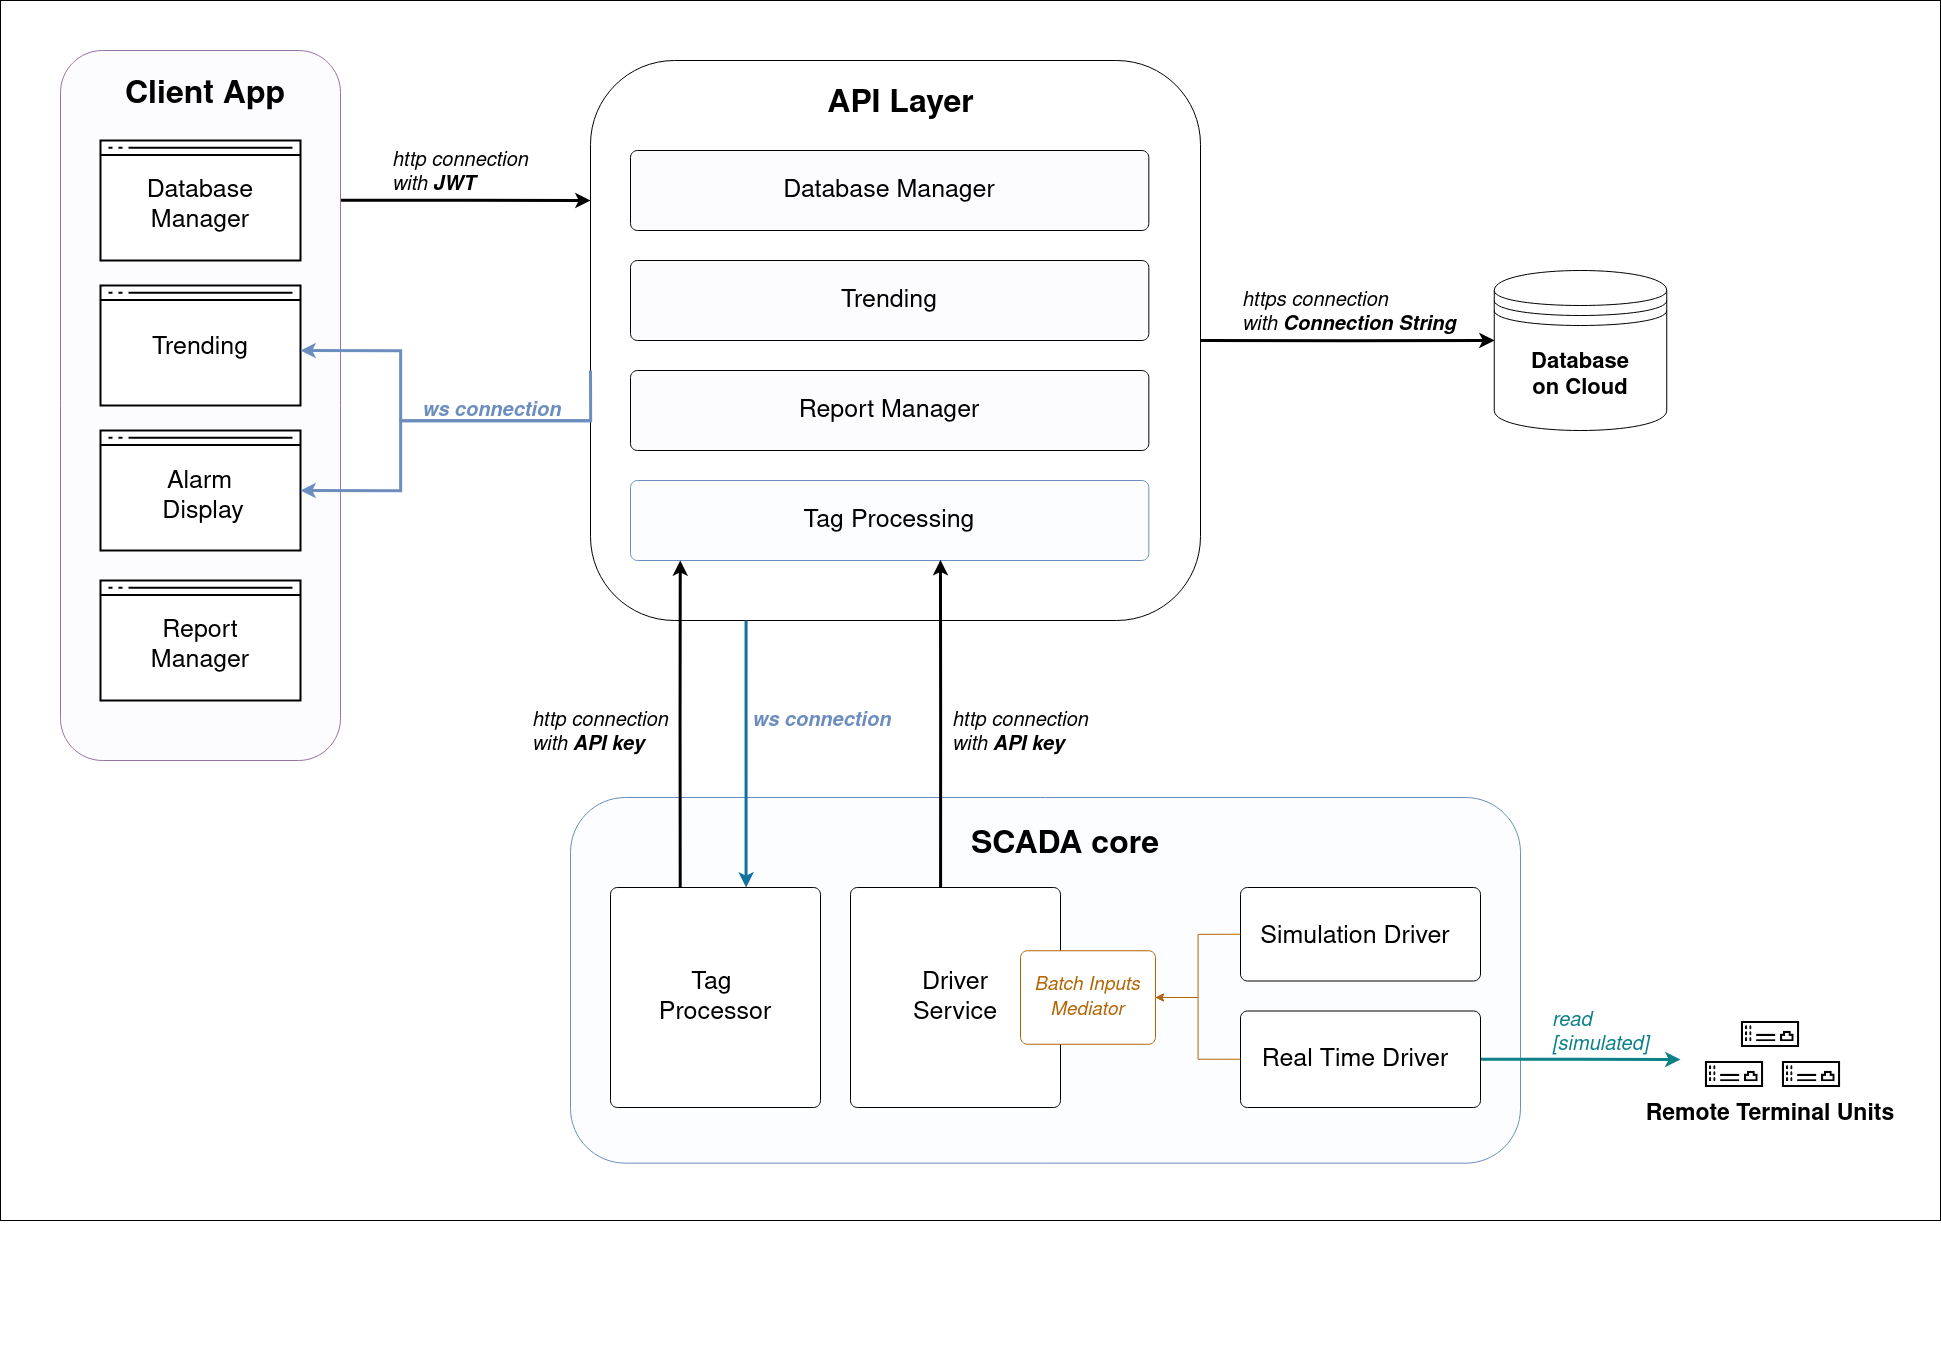 Client App
Database
Manager
Trending
Alarm
Display
Report
Manager
http connection
with JWT
ws connection
API Layer
Database Manager
Trending
Report Manager
Tag Processing
https connection
with Connection String
Database
on Cloud
http connection
with API key
ws connection
http connection
with API key
SCADA core
Tag
Processor
Driver
Service
Batch Inputs
Mediator
Simulation Driver
Real Time Driver
read
[simulated]
Remote Terminal Units